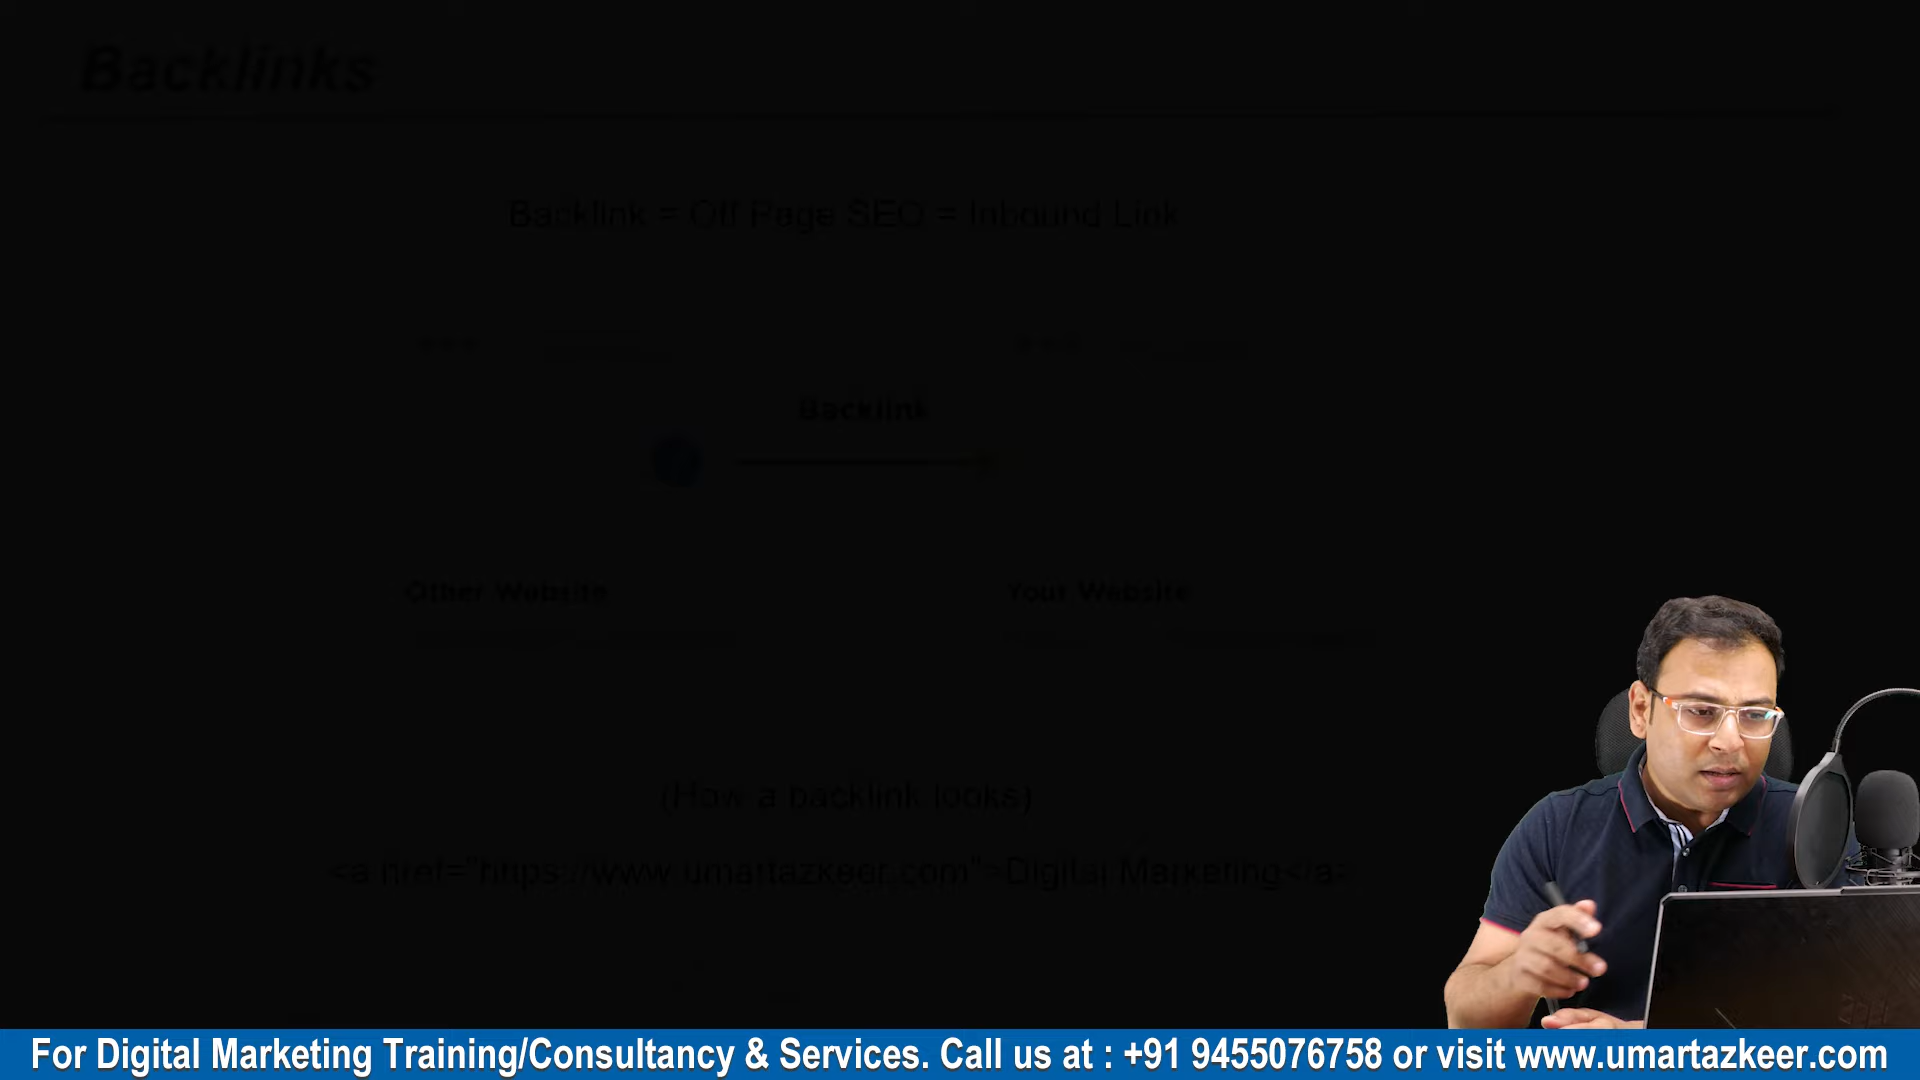 Backlinks
Backlink = Off Page SEO = Inbound Link
Backlink
Other Website
Your Website
(How a backlink looks)
<a href="https://www.umartazkeer.com">Digital Marketing</a>
For Digital Marketing Training/Consultancy & Services. Call us at : +91 9455076758 or visit www.umartazkeer.com